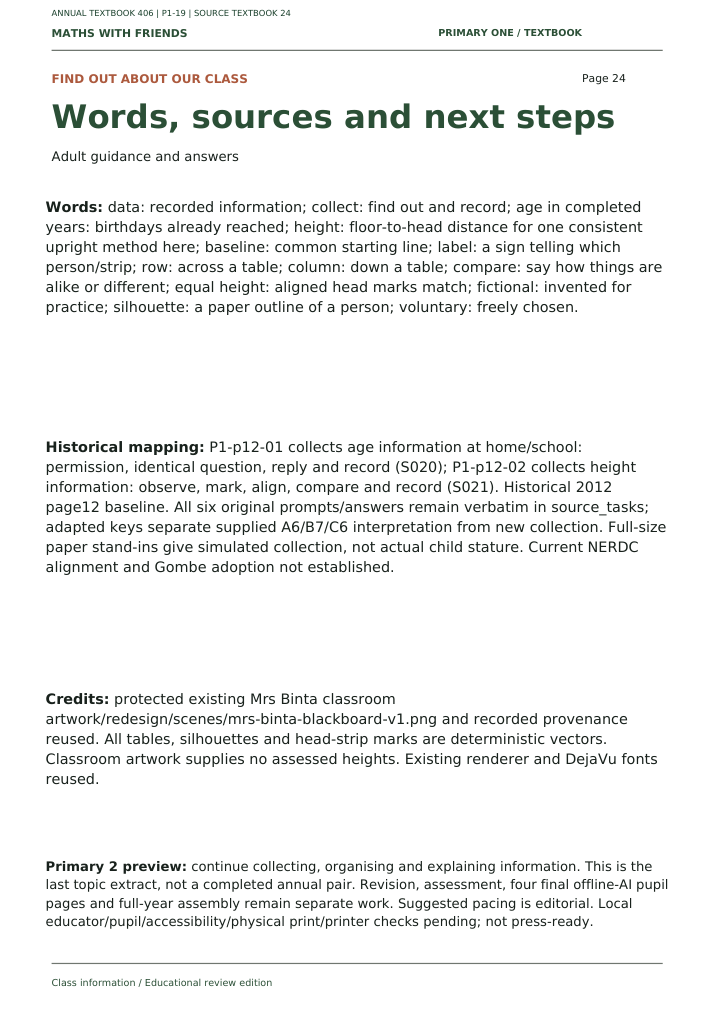 ANNUAL TEXTBOOK 406 | P1-19 | SOURCE TEXTBOOK 24
MATHS WITH FRIENDS
PRIMARY ONE / TEXTBOOK
FIND OUT ABOUT OUR CLASS
Page 24
Words, sources and next steps
Adult guidance and answers
Words: data: recorded information; collect: find out and record; age in completed
years: birthdays already reached; height: floor-to-head distance for one consistent
upright method here; baseline: common starting line; label: a sign telling which
person/strip; row: across a table; column: down a table; compare: say how things are
alike or different; equal height: aligned head marks match; fictional: invented for
practice; silhouette: a paper outline of a person; voluntary: freely chosen.
Historical mapping: P1-p12-01 collects age information at home/school:
permission, identical question, reply and record (S020); P1-p12-02 collects height
information: observe, mark, align, compare and record (S021). Historical 2012
page12 baseline. All six original prompts/answers remain verbatim in source_tasks;
adapted keys separate supplied A6/B7/C6 interpretation from new collection. Full-size
paper stand-ins give simulated collection, not actual child stature. Current NERDC
alignment and Gombe adoption not established.
Credits: protected existing Mrs Binta classroom
artwork/redesign/scenes/mrs-binta-blackboard-v1.png and recorded provenance
reused. All tables, silhouettes and head-strip marks are deterministic vectors.
Classroom artwork supplies no assessed heights. Existing renderer and DejaVu fonts
reused.
Primary 2 preview: continue collecting, organising and explaining information. This is the
last topic extract, not a completed annual pair. Revision, assessment, four final offline-AI pupil
pages and full-year assembly remain separate work. Suggested pacing is editorial. Local
educator/pupil/accessibility/physical print/printer checks pending; not press-ready.
Class information / Educational review edition